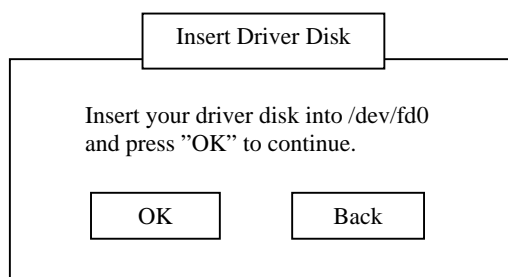 Insert Driver Disk
Insert your driver disk into /dev/fd0
and press ”OK” to continue.
OK
Back